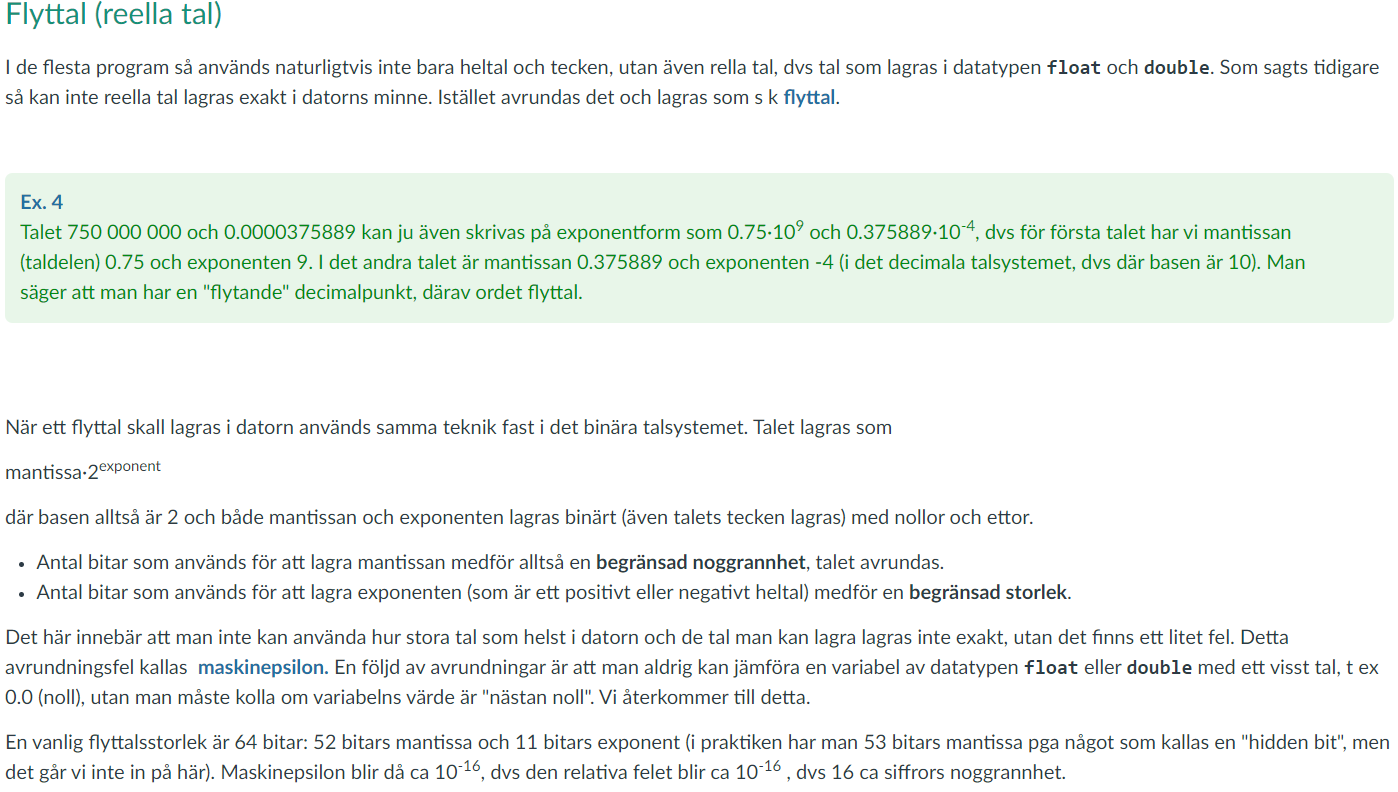 Flyttal (reella tal)
I de flesta program så används naturligtvis inte bara heltal och tecken, utan även rella tal, dvs tal som lagras i datatypen float och double. Som sagts tidigare
så kan inte reella tal lagras exakt i datorns minne. Istället avrundas det och lagras som s k flyttal.
Ex. 4
Talet 750 000 000 och 0.0000375889 kan ju även skrivas på exponentform som 0.75·10⁹ och 0.375889·10⁻⁴, dvs för första talet har vi mantissan
(taldelen) 0.75 och exponenten 9. I det andra talet är mantissan 0.375889 och exponenten -4 (i det decimala talsystemet, dvs där basen är 10). Man
säger att man har en "flytande" decimalpunkt, därav ordet flyttal.
När ett flyttal skall lagras i datorn används samma teknik fast i det binära talsystemet. Talet lagras som
mantissa·2^exponent
där basen alltså är 2 och både mantissan och exponenten lagras binärt (även talets tecken lagras) med nollor och ettor.
• Antal bitar som används för att lagra mantissan medför alltså en begränsad noggrannhet, talet avrundas.
• Antal bitar som används för att lagra exponenten (som är ett positivt eller negativt heltal) medför en begränsad storlek.
Det här innebär att man inte kan använda hur stora tal som helst i datorn och de tal man kan lagra lagras inte exakt, utan det finns ett litet fel. Detta
avrundningsfel kallas maskinepsilon. En följd av avrundningar är att man aldrig kan jämföra en variabel av datatypen float eller double med ett visst tal, t ex
0.0 (noll), utan man måste kolla om variabelns värde är "nästan noll". Vi återkommer till detta.
En vanlig flyttalsstorlek är 64 bitar: 52 bitars mantissa och 11 bitars exponent (i praktiken har man 53 bitars mantissa pga något som kallas en "hidden bit", men
det går vi inte in på här). Maskinepsilon blir då ca 10⁻¹⁶, dvs den relativa felet blir ca 10⁻¹⁶ , dvs 16 ca siffrors noggrannhet.